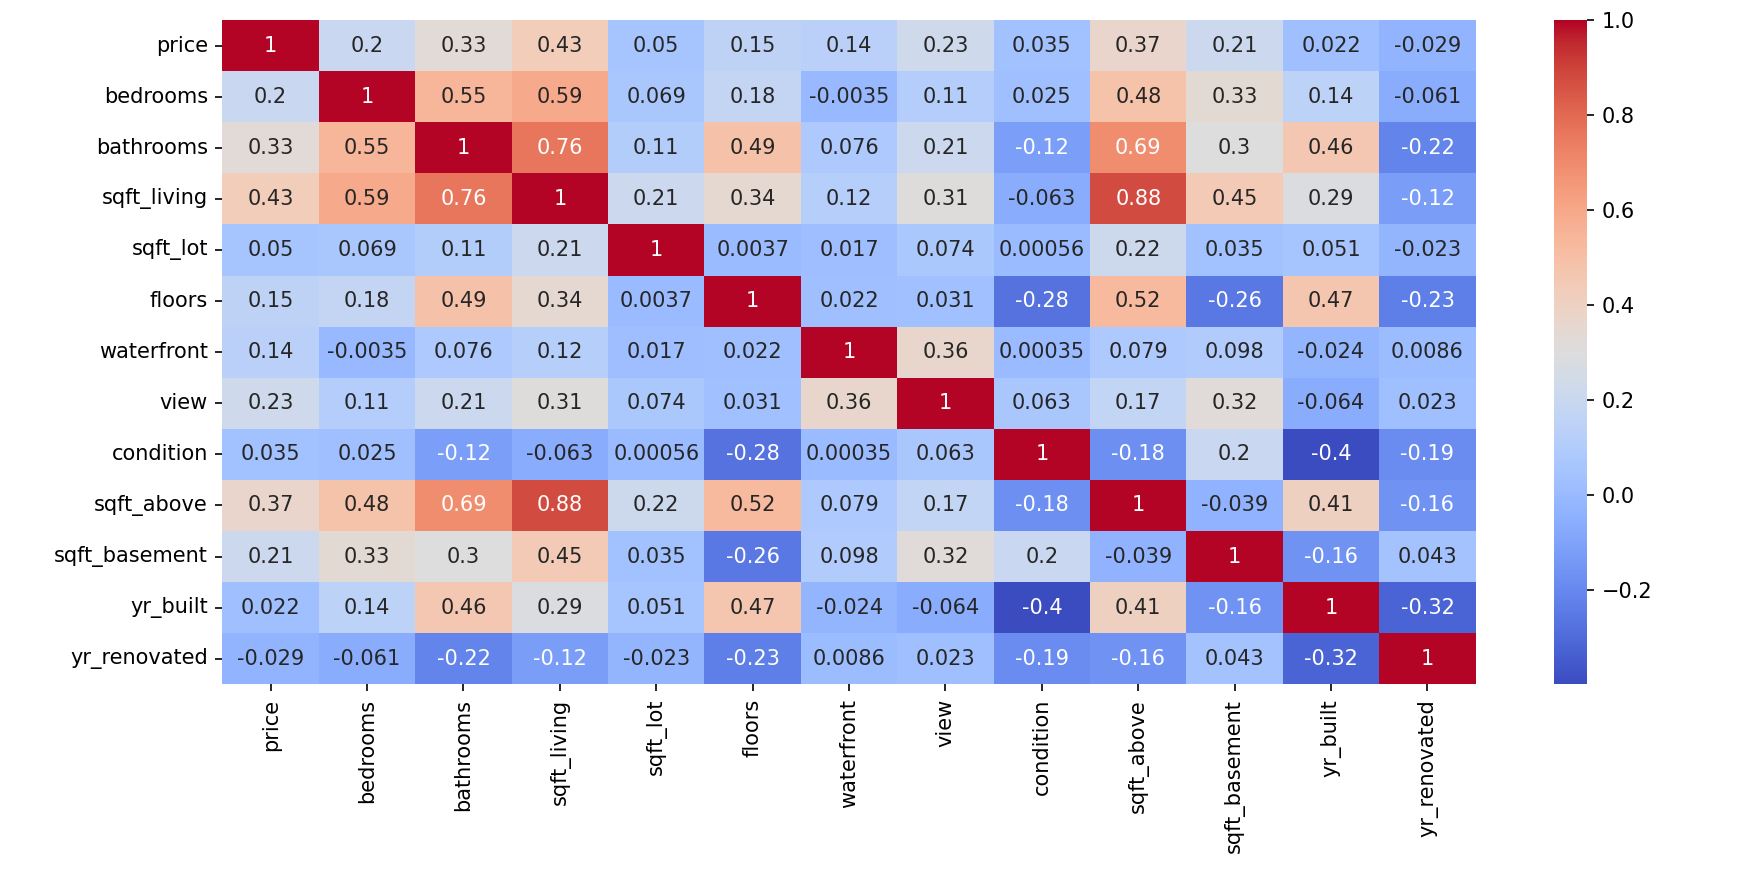 price 1 0.2 0.33 0.43 0.05 0.15 0.14 0.23 0.035 0.37 0.21 0.022 -0.029
bedrooms 0.2 1 0.55 0.59 0.069 0.18 -0.0035 0.11 0.025 0.48 0.33 0.14 -0.061
bathrooms 0.33 0.55 1 0.76 0.11 0.49 0.076 0.21 -0.12 0.69 0.3 0.46 -0.22
sqft_living 0.43 0.59 0.76 1 0.21 0.34 0.12 0.31 -0.063 0.88 0.45 0.29 -0.12
sqft_lot 0.05 0.069 0.11 0.21 1 0.0037 0.017 0.074 0.00056 0.22 0.035 0.051 -0.023
floors 0.15 0.18 0.49 0.34 0.0037 1 0.022 0.031 -0.28 0.52 -0.26 0.47 -0.23
waterfront 0.14 -0.0035 0.076 0.12 0.017 0.022 1 0.36 0.00035 0.079 0.098 -0.024 0.0086
view 0.23 0.11 0.21 0.31 0.074 0.031 0.36 1 0.063 0.17 0.32 -0.064 0.023
condition 0.035 0.025 -0.12 -0.063 0.00056 -0.28 0.00035 0.063 1 -0.18 0.2 -0.4 -0.19
sqft_above 0.37 0.48 0.69 0.88 0.22 0.52 0.079 0.17 -0.18 1 -0.039 0.41 -0.16
sqft_basement 0.21 0.33 0.3 0.45 0.035 -0.26 0.098 0.32 0.2 -0.039 1 -0.16 0.043
yr_built 0.022 0.14 0.46 0.29 0.051 0.47 -0.024 -0.064 -0.4 0.41 -0.16 1 -0.32
yr_renovated -0.029 -0.061 -0.22 -0.12 -0.023 -0.23 0.0086 0.023 -0.19 -0.16 0.043 -0.32 1
price
bedrooms
bathrooms
sqft_living
sqft_lot
floors
waterfront
view
condition
sqft_above
sqft_basement
yr_built
yr_renovated
1.0
0.8
0.6
0.4
0.2
0.0
−0.2